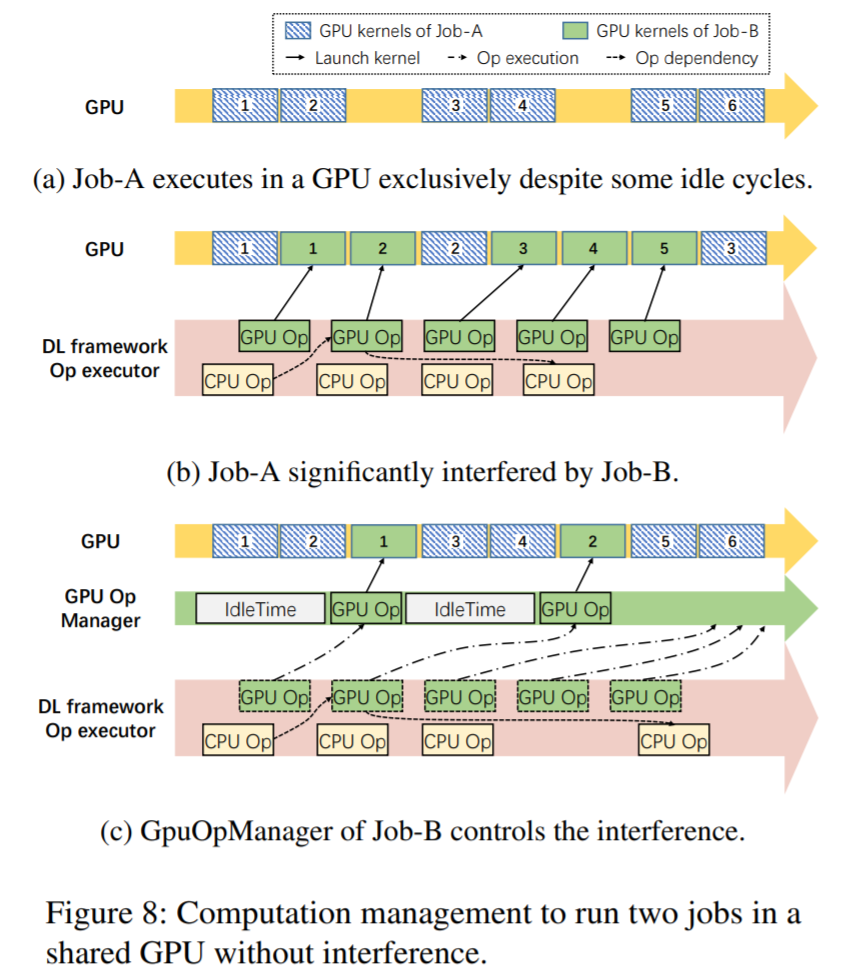 GPU kernels of Job-A GPU kernels of Job-B
Launch kernel Op execution Op dependency
GPU 1 2 3 4 5 6
(a) Job-A executes in a GPU exclusively despite some idle cycles.
GPU 1 1 2 2 3 4 5 3
GPU Op GPU Op GPU Op GPU Op GPU Op
DL framework
Op executor
CPU Op CPU Op CPU Op CPU Op
(b) Job-A significantly interfered by Job-B.
GPU 1 2 1 3 4 2 5 6
GPU Op
Manager
IdleTime GPU Op IdleTime GPU Op
GPU Op GPU Op GPU Op GPU Op GPU Op
DL framework
Op executor
CPU Op CPU Op CPU Op CPU Op
(c) GpuOpManager of Job-B controls the interference.
Figure 8: Computation management to run two jobs in a
shared GPU without interference.